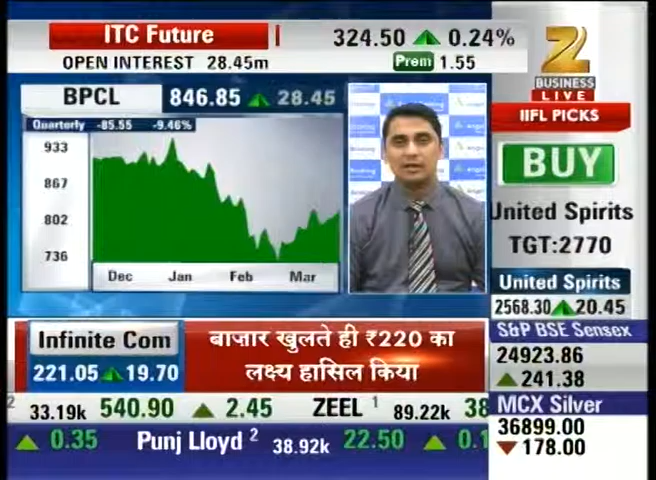 ITC Future 324.50 0.24%
OPEN INTEREST 28.45m Prem 1.55
Z
BUSINESS
LIVE
BPCL 846.85 28.45
Quarterly -85.55 -9.46%
933
867
802
736
Dec Jan Feb Mar
IIFL PICKS
BUY
United Spirits
TGT:2770
United Spirits
2568.30 20.45
Infinite Com
221.05 19.70
बाज़ार खुलते ही ₹220 का
लक्ष्य हासिल किया
S&P BSE Sensex
24923.86
241.38
MCX Silver
36899.00
178.00
2 33.19k 540.90 2.45 ZEEL 1 89.22k 38
0.35 Punj Lloyd 2 38.92k 22.50 0.1